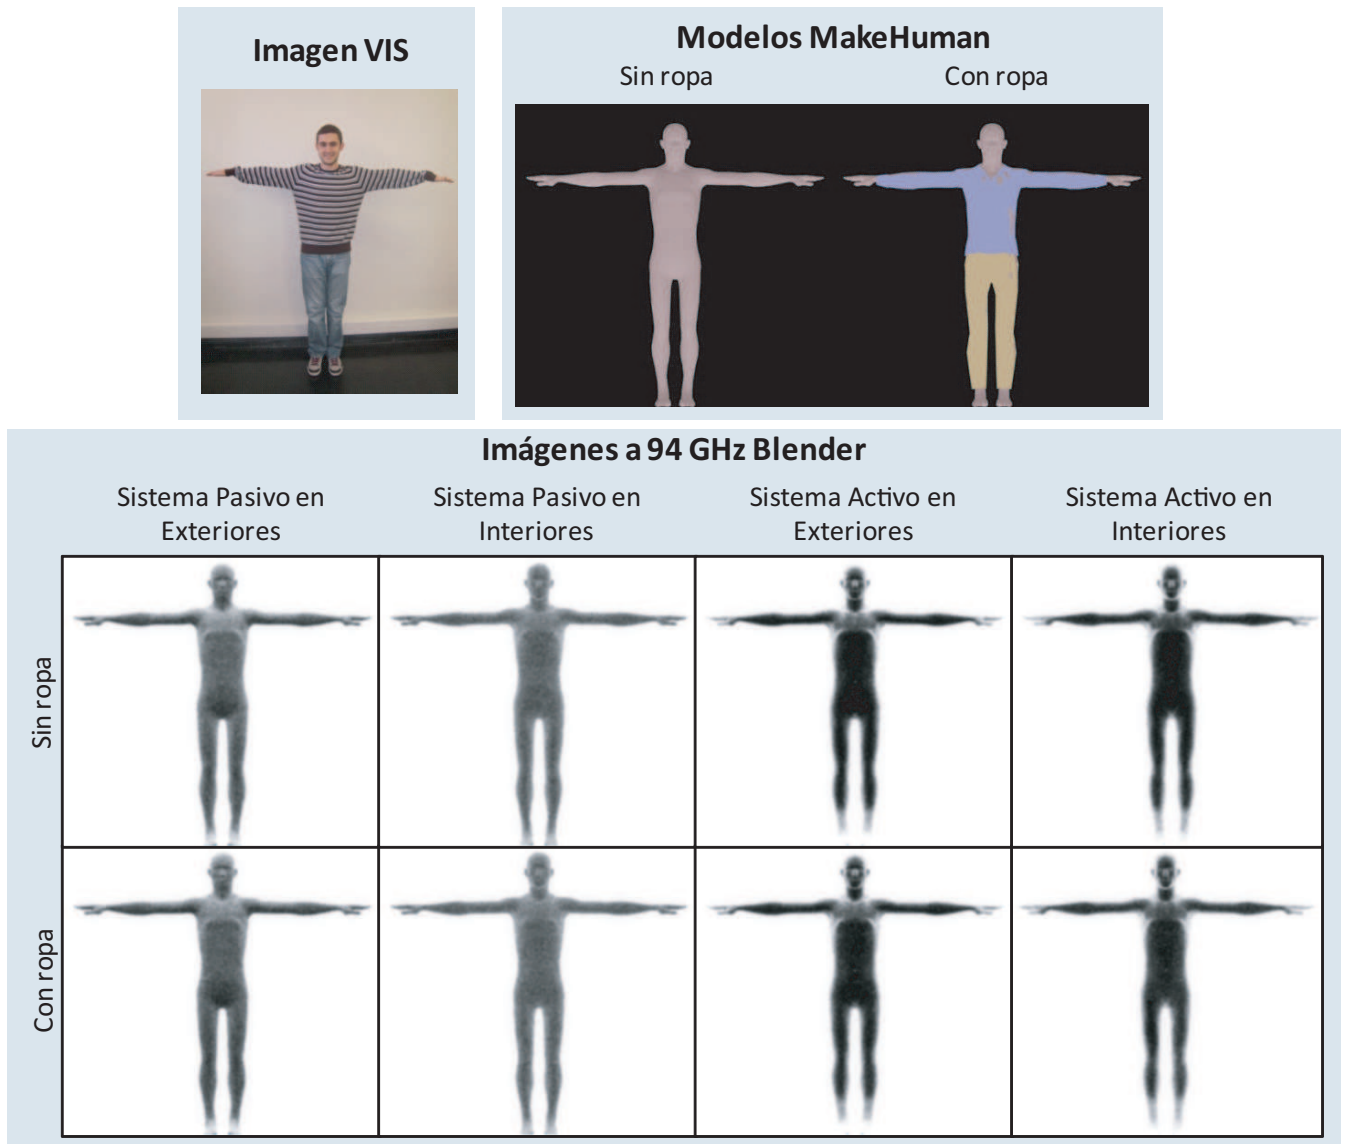 Imagen VIS
Modelos MakeHuman
Sin ropa
Con ropa
Imágenes a 94 GHz Blender
Sistema Pasivo en
Exteriores
Sistema Pasivo en
Interiores
Sistema Activo en
Exteriores
Sistema Activo en
Interiores
Sin ropa
Con ropa